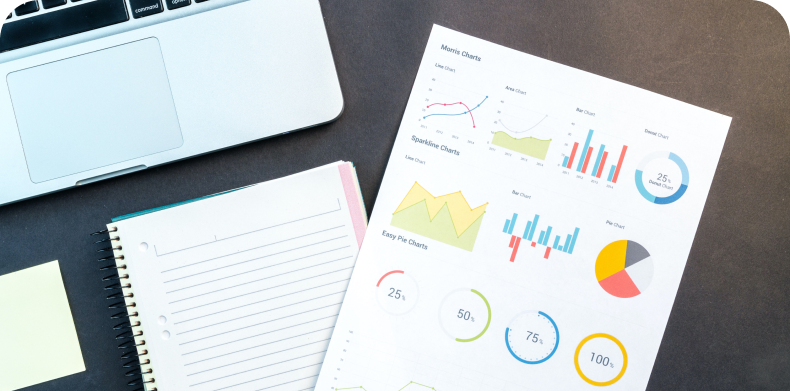 command
Morris Charts
Line Chart
Area Chart
Bar Chart
Donut Chart
25%
Donut Chart
Sparkline Charts
Line Chart
Bar Chart
Pie Chart
Easy Pie Charts
25%
50%
75%
100%